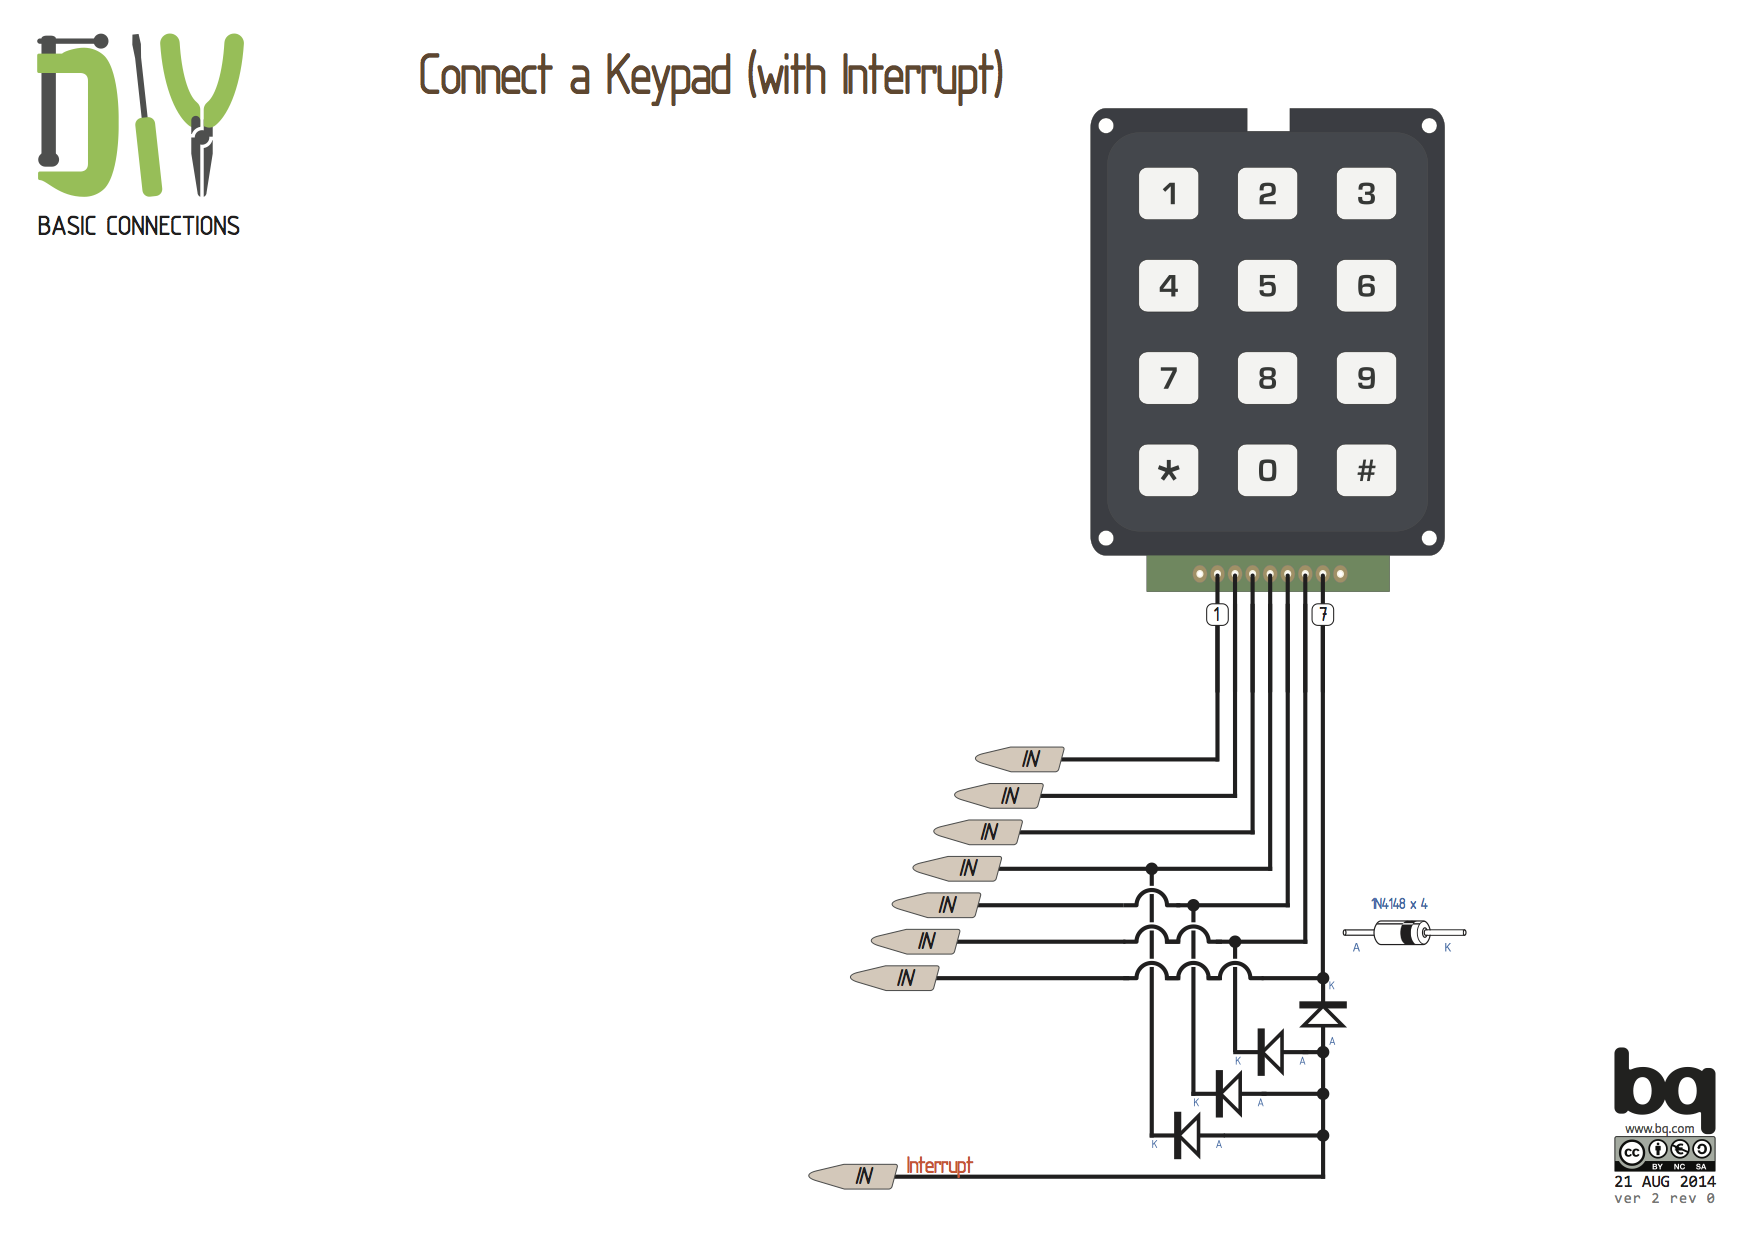 DIY
BASIC CONNECTIONS
Connect a Keypad (with Interrupt)
1 2 3
4 5 6
7 8 9
* 0 #
1 7
IN
IN
IN
IN
IN
IN
IN
1N4148 x 4
A K
K
A
K A
K A
K A
IN Interrupt
bq
www.bq.com
cc BY NC SA
21 AUG 2014
ver 2 rev 0